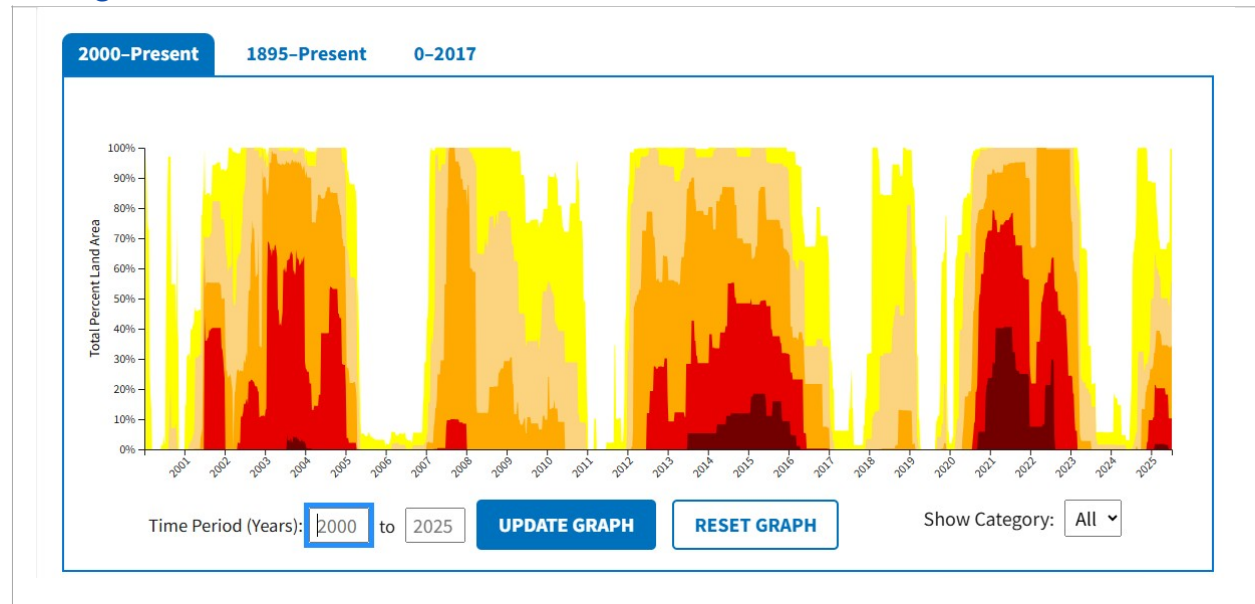 2000–Present 1895–Present 0–2017
Total Percent Land Area
100%
90%
80%
70%
60%
50%
40%
30%
20%
10%
0%
2001 2002 2003 2004 2005 2006 2007 2008 2009 2010 2011 2012 2013 2014 2015 2016 2017 2018 2019 2020 2021 2022 2023 2024 2025
Time Period (Years): 2000 to 2025 UPDATE GRAPH RESET GRAPH Show Category: All